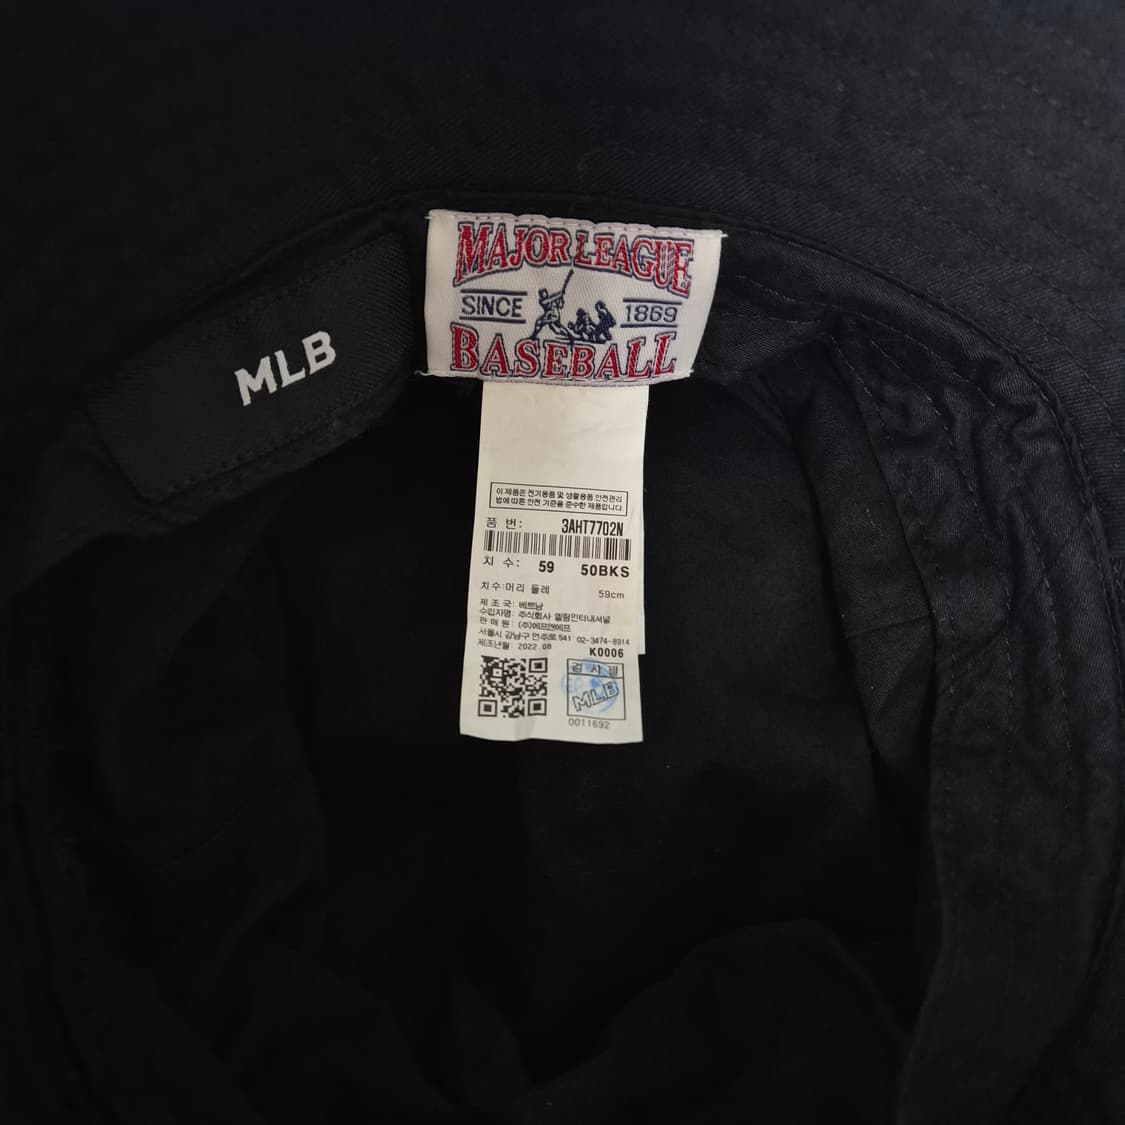 MAJOR LEAGUE
SINCE 1869
BASEBALL
MLB
이 제품은 전기용품 및 생활용품 안전관리
법에 따른 안전 기준을 준수한 제품입니다.
품 번: 3AHT7702N
치 수: 59 50BKS
치수:머리 둘레 59cm
제 조 국: 베트남
수입자명: 주식회사 엘림인터내셔널
판 매 원: (주)에프앤에프
서울시 강남구 언주로 541 02-3474-8914
제조년월: 2022.08 K0006
검 사 필
MLB
0011692